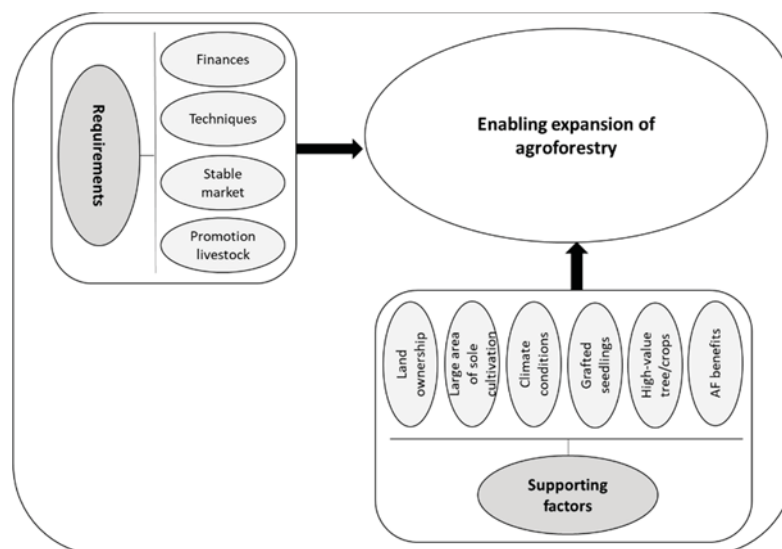 Requirements
Finances
Techniques
Stable
market
Promotion
livestock
Enabling expansion of
agroforestry
Land
ownership
Large area
of sole
cultivation
Climate
conditions
Grafted
seedlings
High-value
tree/crops
AF benefits
Supporting
factors